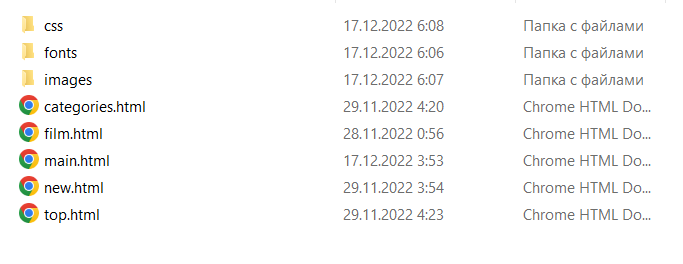 css 17.12.2022 6:08 Папка с файлами
fonts 17.12.2022 6:06 Папка с файлами
images 17.12.2022 6:07 Папка с файлами
categories.html 29.11.2022 4:20 Chrome HTML Do...
film.html 28.11.2022 0:56 Chrome HTML Do...
main.html 17.12.2022 3:53 Chrome HTML Do...
new.html 29.11.2022 3:54 Chrome HTML Do...
top.html 29.11.2022 4:23 Chrome HTML Do...